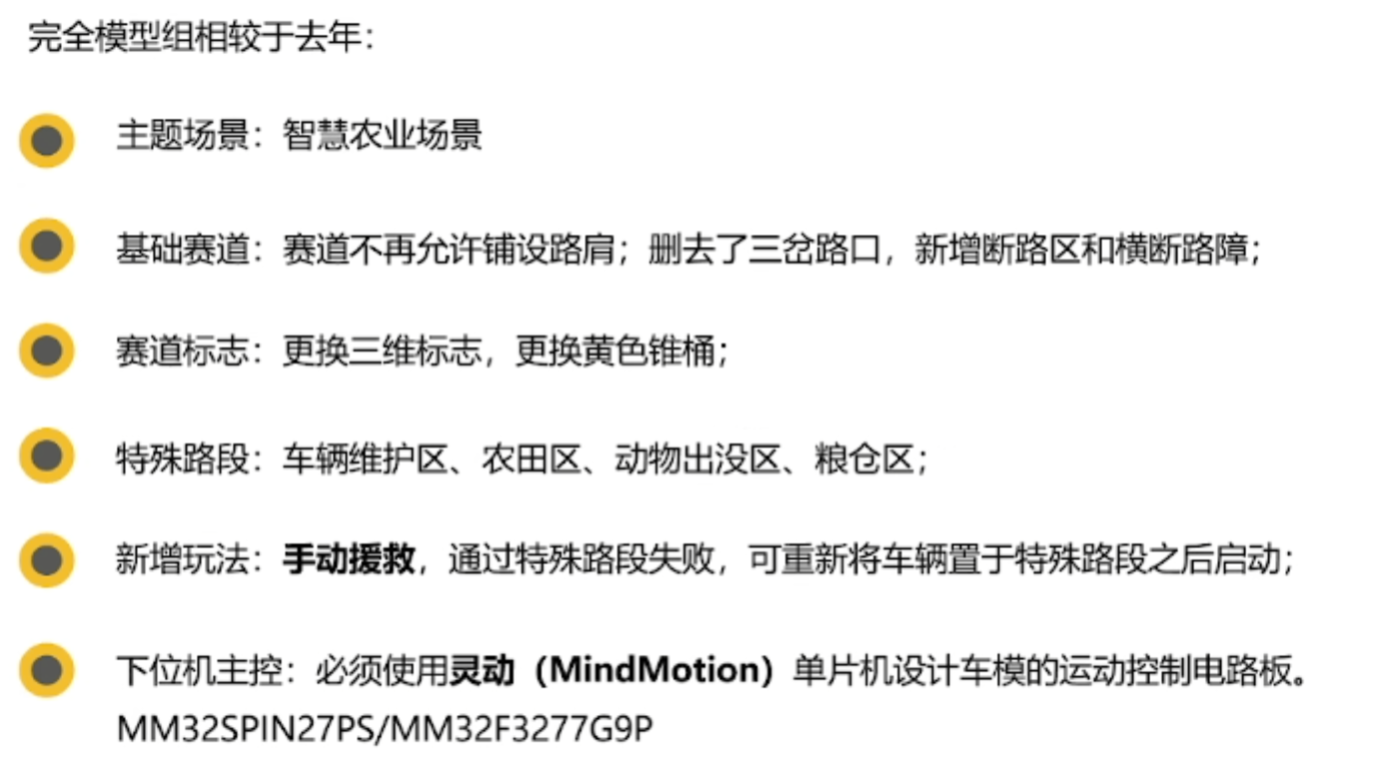 完全模型组相较于去年：
主题场景：智慧农业场景
基础赛道：赛道不再允许铺设路肩；删去了三岔路口，新增断路区和横断路障；
赛道标志：更换三维标志，更换黄色锥桶；
特殊路段：车辆维护区、农田区、动物出没区、粮仓区；
新增玩法：手动援救，通过特殊路段失败，可重新将车辆置于特殊路段之后启动；
下位机主控：必须使用灵动（MindMotion）单片机设计车模的运动控制电路板。
MM32SPIN27PS/MM32F3277G9P